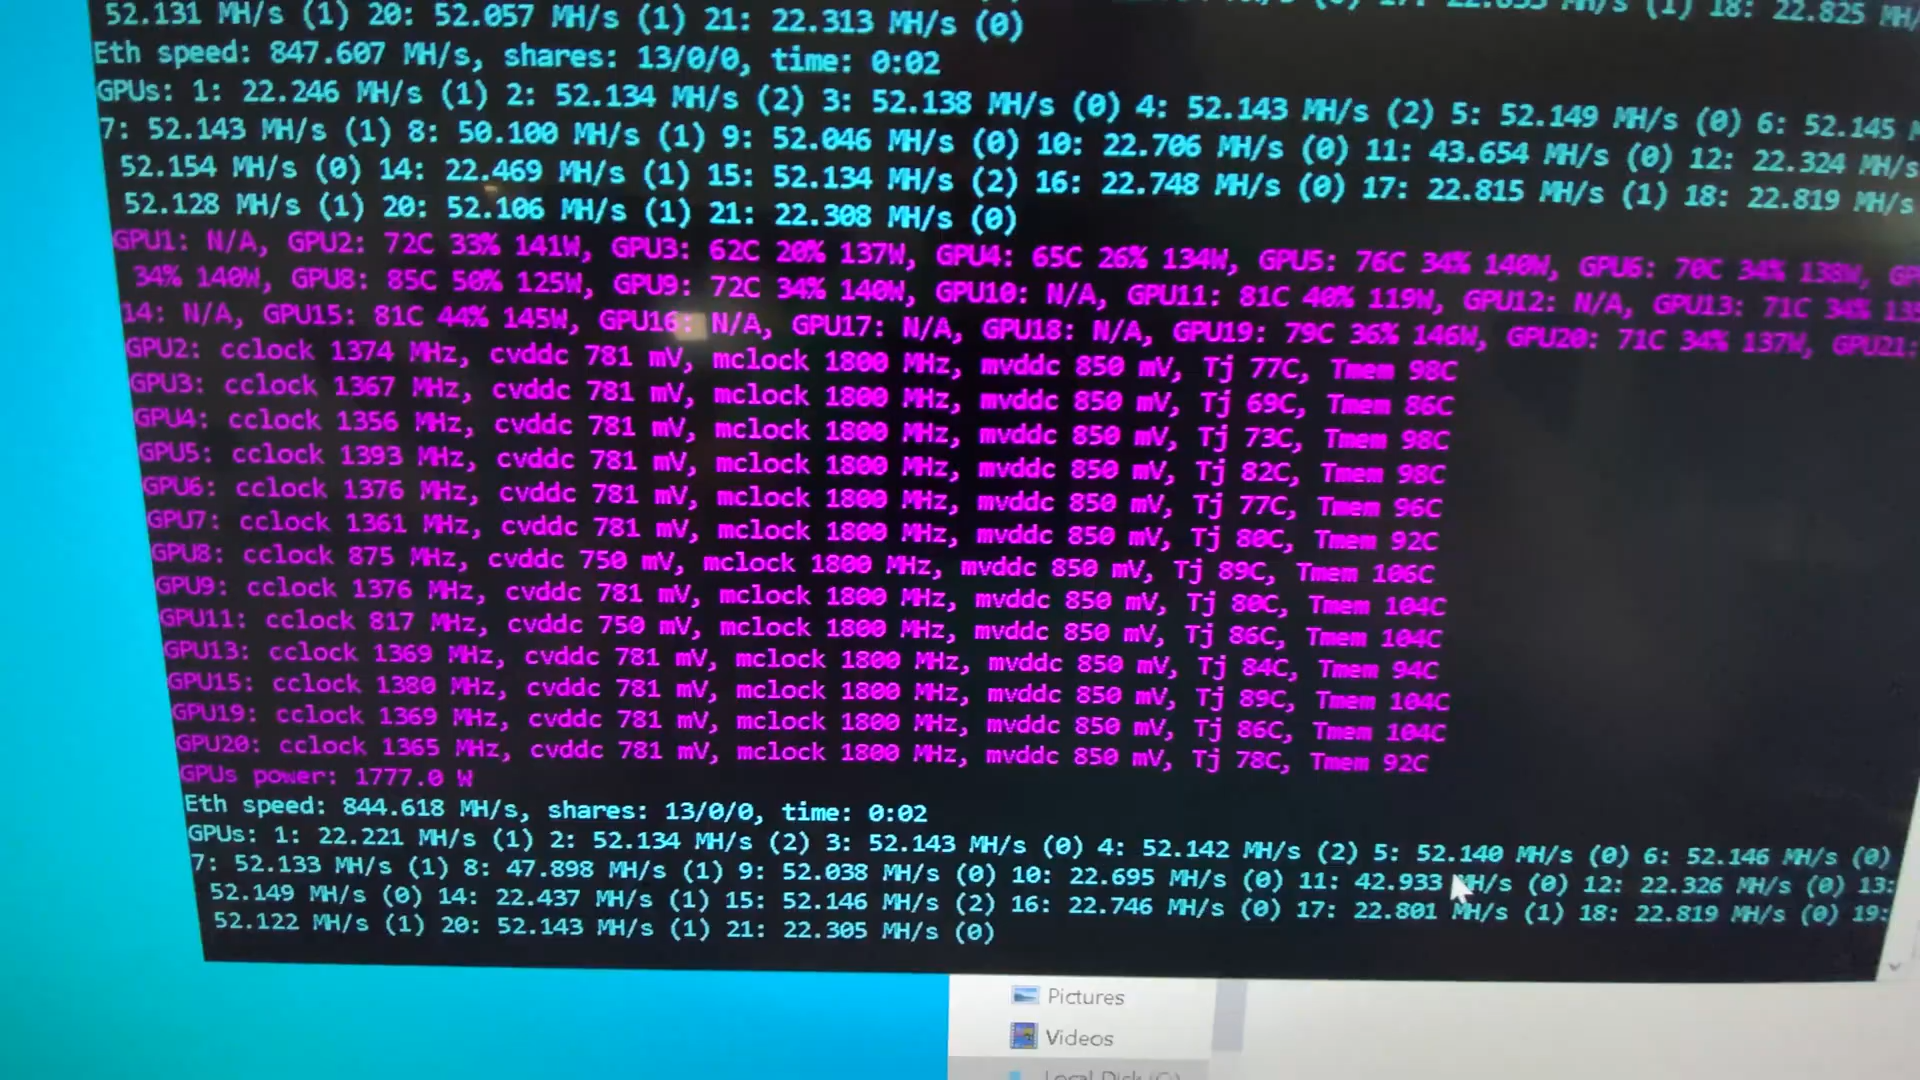 52.131 MH/s (1) 20: 52.057 MH/s (1) 21: 22.313 MH/s (0)
MH/s (1) 18: 22.825 MH/s
Eth speed: 847.607 MH/s, shares: 13/0/0, time: 0:02
GPUs: 1: 22.246 MH/s (1) 2: 52.134 MH/s (2) 3: 52.138 MH/s (0) 4: 52.143 MH/s (2) 5: 52.149 MH/s (0) 6: 52.145
7: 52.143 MH/s (1) 8: 50.100 MH/s (1) 9: 52.046 MH/s (0) 10: 22.706 MH/s (0) 11: 43.654 MH/s (0) 12: 22.324 MH/s
52.154 MH/s (0) 14: 22.469 MH/s (1) 15: 52.134 MH/s (2) 16: 22.748 MH/s (0) 17: 22.815 MH/s (1) 18: 22.819 MH/s
52.128 MH/s (1) 20: 52.106 MH/s (1) 21: 22.308 MH/s (0)
GPU1: N/A, GPU2: 72C 33% 141W, GPU3: 62C 20% 137W, GPU4: 65C 26% 134W, GPU5: 76C 34% 140W, GPU6: 70C 34% 138W,
34% 140W, GPU8: 85C 50% 125W, GPU9: 72C 34% 140W, GPU10: N/A, GPU11: 81C 40% 119W, GPU12: N/A, GPU13: 71C 34%
14: N/A, GPU15: 81C 44% 145W, GPU16: N/A, GPU17: N/A, GPU18: N/A, GPU19: 79C 36% 146W, GPU20: 71C 34% 137W, GPU21:
GPU2: cclock 1374 MHz, cvddc 781 mV, mclock 1800 MHz, mvddc 850 mV, Tj 77C, Tmem 98C
GPU3: cclock 1367 MHz, cvddc 781 mV, mclock 1800 MHz, mvddc 850 mV, Tj 69C, Tmem 86C
GPU4: cclock 1356 MHz, cvddc 781 mV, mclock 1800 MHz, mvddc 850 mV, Tj 73C, Tmem 98C
GPU5: cclock 1393 MHz, cvddc 781 mV, mclock 1800 MHz, mvddc 850 mV, Tj 82C, Tmem 98C
GPU6: cclock 1376 MHz, cvddc 781 mV, mclock 1800 MHz, mvddc 850 mV, Tj 77C, Tmem 96C
GPU7: cclock 1361 MHz, cvddc 781 mV, mclock 1800 MHz, mvddc 850 mV, Tj 80C, Tmem 92C
GPU8: cclock 875 MHz, cvddc 750 mV, mclock 1800 MHz, mvddc 850 mV, Tj 89C, Tmem 106C
GPU9: cclock 1376 MHz, cvddc 781 mV, mclock 1800 MHz, mvddc 850 mV, Tj 80C, Tmem 104C
GPU11: cclock 817 MHz, cvddc 750 mV, mclock 1800 MHz, mvddc 850 mV, Tj 86C, Tmem 104C
GPU13: cclock 1369 MHz, cvddc 781 mV, mclock 1800 MHz, mvddc 850 mV, Tj 84C, Tmem 94C
GPU15: cclock 1380 MHz, cvddc 781 mV, mclock 1800 MHz, mvddc 850 mV, Tj 89C, Tmem 104C
GPU19: cclock 1369 MHz, cvddc 781 mV, mclock 1800 MHz, mvddc 850 mV, Tj 86C, Tmem 104C
GPU20: cclock 1365 MHz, cvddc 781 mV, mclock 1800 MHz, mvddc 850 mV, Tj 78C, Tmem 92C
GPUs power: 1777.0 W
Eth speed: 844.618 MH/s, shares: 13/0/0, time: 0:02
GPUs: 1: 22.221 MH/s (1) 2: 52.134 MH/s (2) 3: 52.143 MH/s (0) 4: 52.142 MH/s (2) 5: 52.140 MH/s (0) 6: 52.146 MH/s (0)
7: 52.133 MH/s (1) 8: 47.898 MH/s (1) 9: 52.038 MH/s (0) 10: 22.695 MH/s (0) 11: 42.933 MH/s (0) 12: 22.326 MH/s (0) 13:
52.149 MH/s (0) 14: 22.437 MH/s (1) 15: 52.146 MH/s (2) 16: 22.746 MH/s (0) 17: 22.801 MH/s (1) 18: 22.819 MH/s (0) 19:
52.122 MH/s (1) 20: 52.143 MH/s (1) 21: 22.305 MH/s (0)
Pictures
Videos
Local Disk